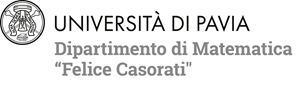 UNIVERSITÀ DI PAVIA
Dipartimento di Matematica
“Felice Casorati"